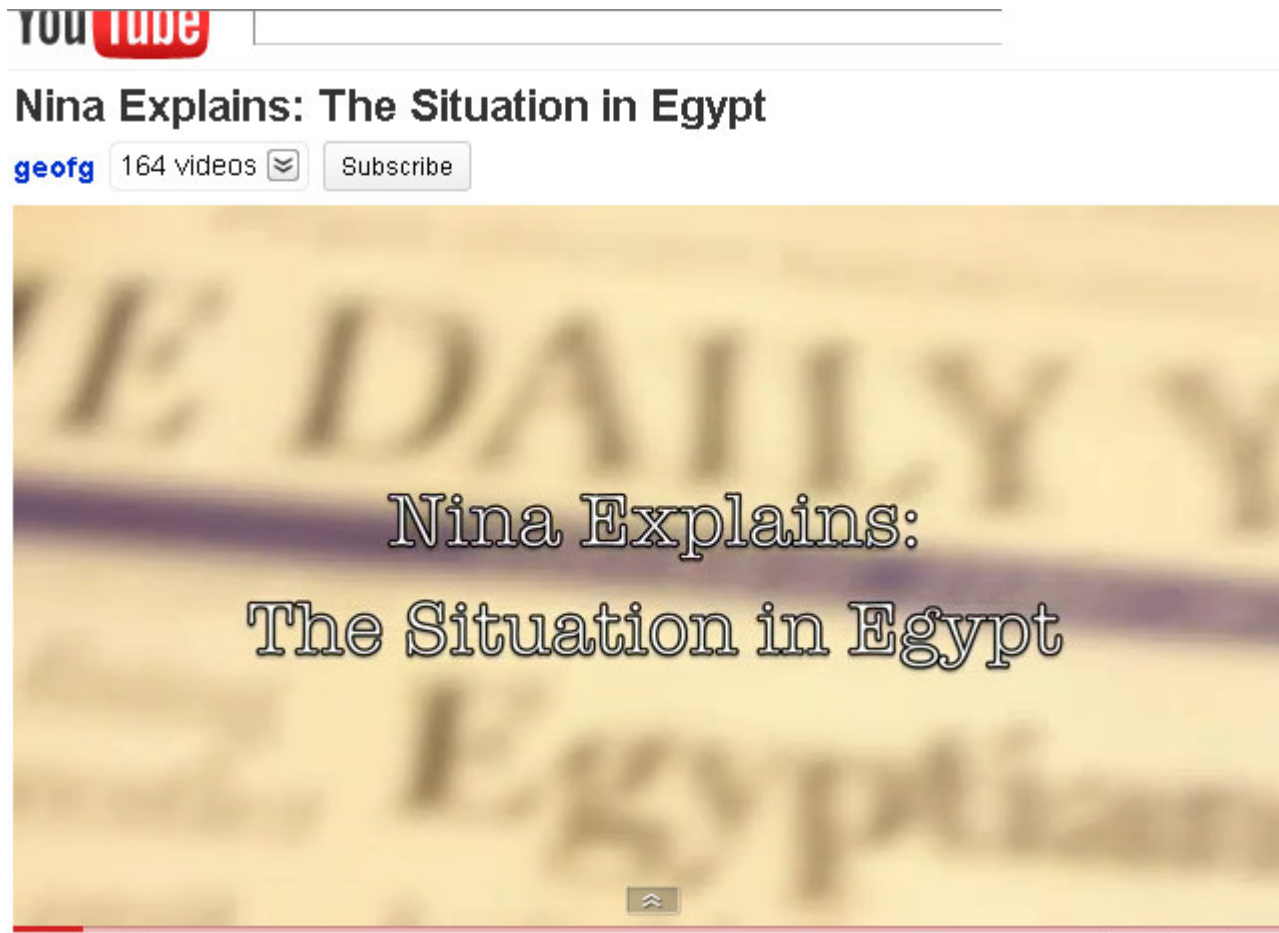 YouTube
Nina Explains: The Situation in Egypt
geofg 164 videos Subscribe
E DAILY Y
Nina Explains:
The Situation in Egypt
Egyptian